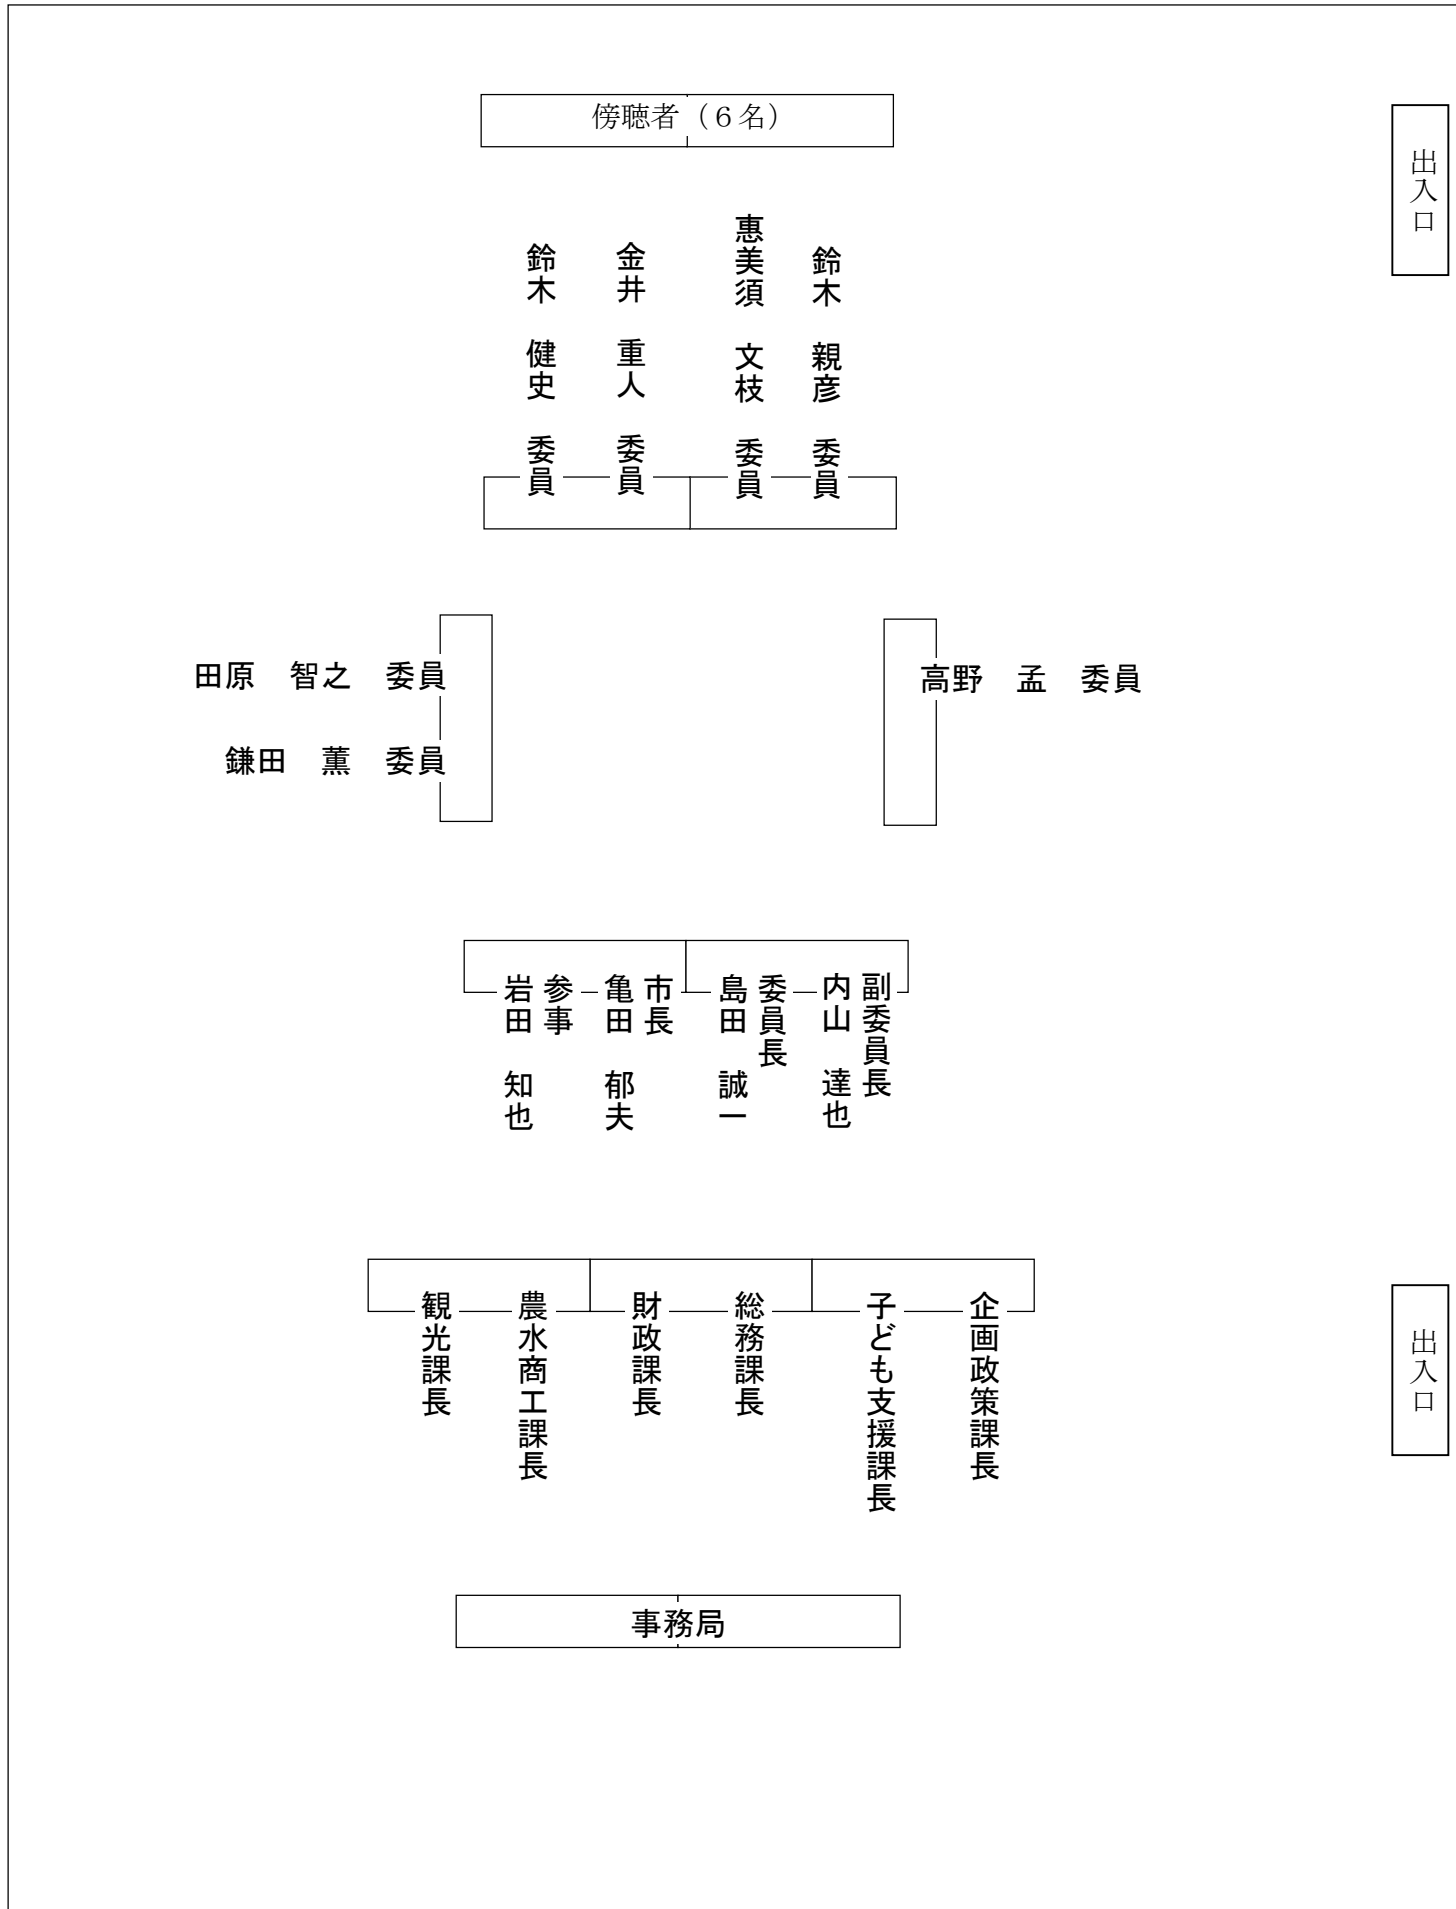 傍聴者（６名）
出入口
鈴木　健史　委員
金井　重人　委員
惠美須　文枝　委員
鈴木　親彦　委員
田原　智之　委員
鎌田　薫　委員
高野　孟　委員
参事
岩田　知也
市長
亀田　郁夫
委員長
島田　誠一
副委員長
内山　達也
観光課長
農水商工課長
財政課長
総務課長
子ども支援課長
企画政策課長
出入口
事務局